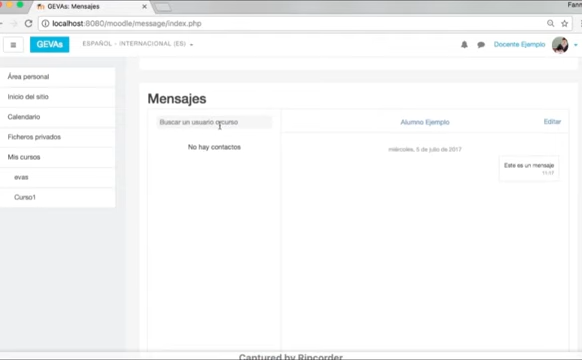 GEVAs: Mensajes
Fann
localhost:8080/moodle/message/index.php
GEVAs
ESPAÑOL - INTERNACIONAL (ES)
Docente Ejemplo
Área personal
Inicio del sitio
Calendario
Ficheros privados
Mis cursos
evas
Curso1
Mensajes
Buscar un usuario o curso
No hay contactos
Alumno Ejemplo
Editar
miércoles, 5 de julio de 2017
Este es un mensaje
Captured by Ripcorder